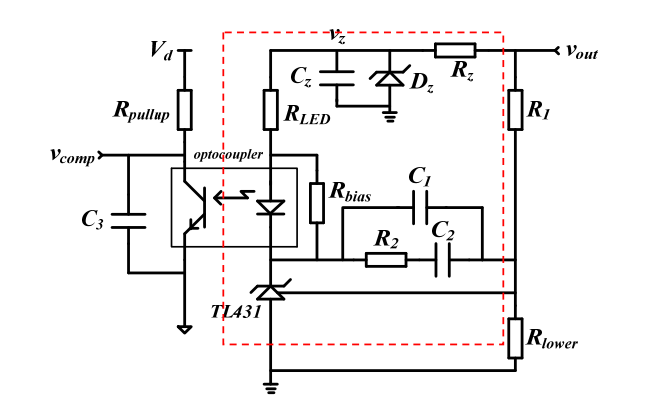 v_z
V_d
v_out
C_z
D_z
R_z
R_pullup
R_LED
R_1
v_comp
optocoupler
C_1
R_bias
C_3
R_2
C_2
TL431
R_lower